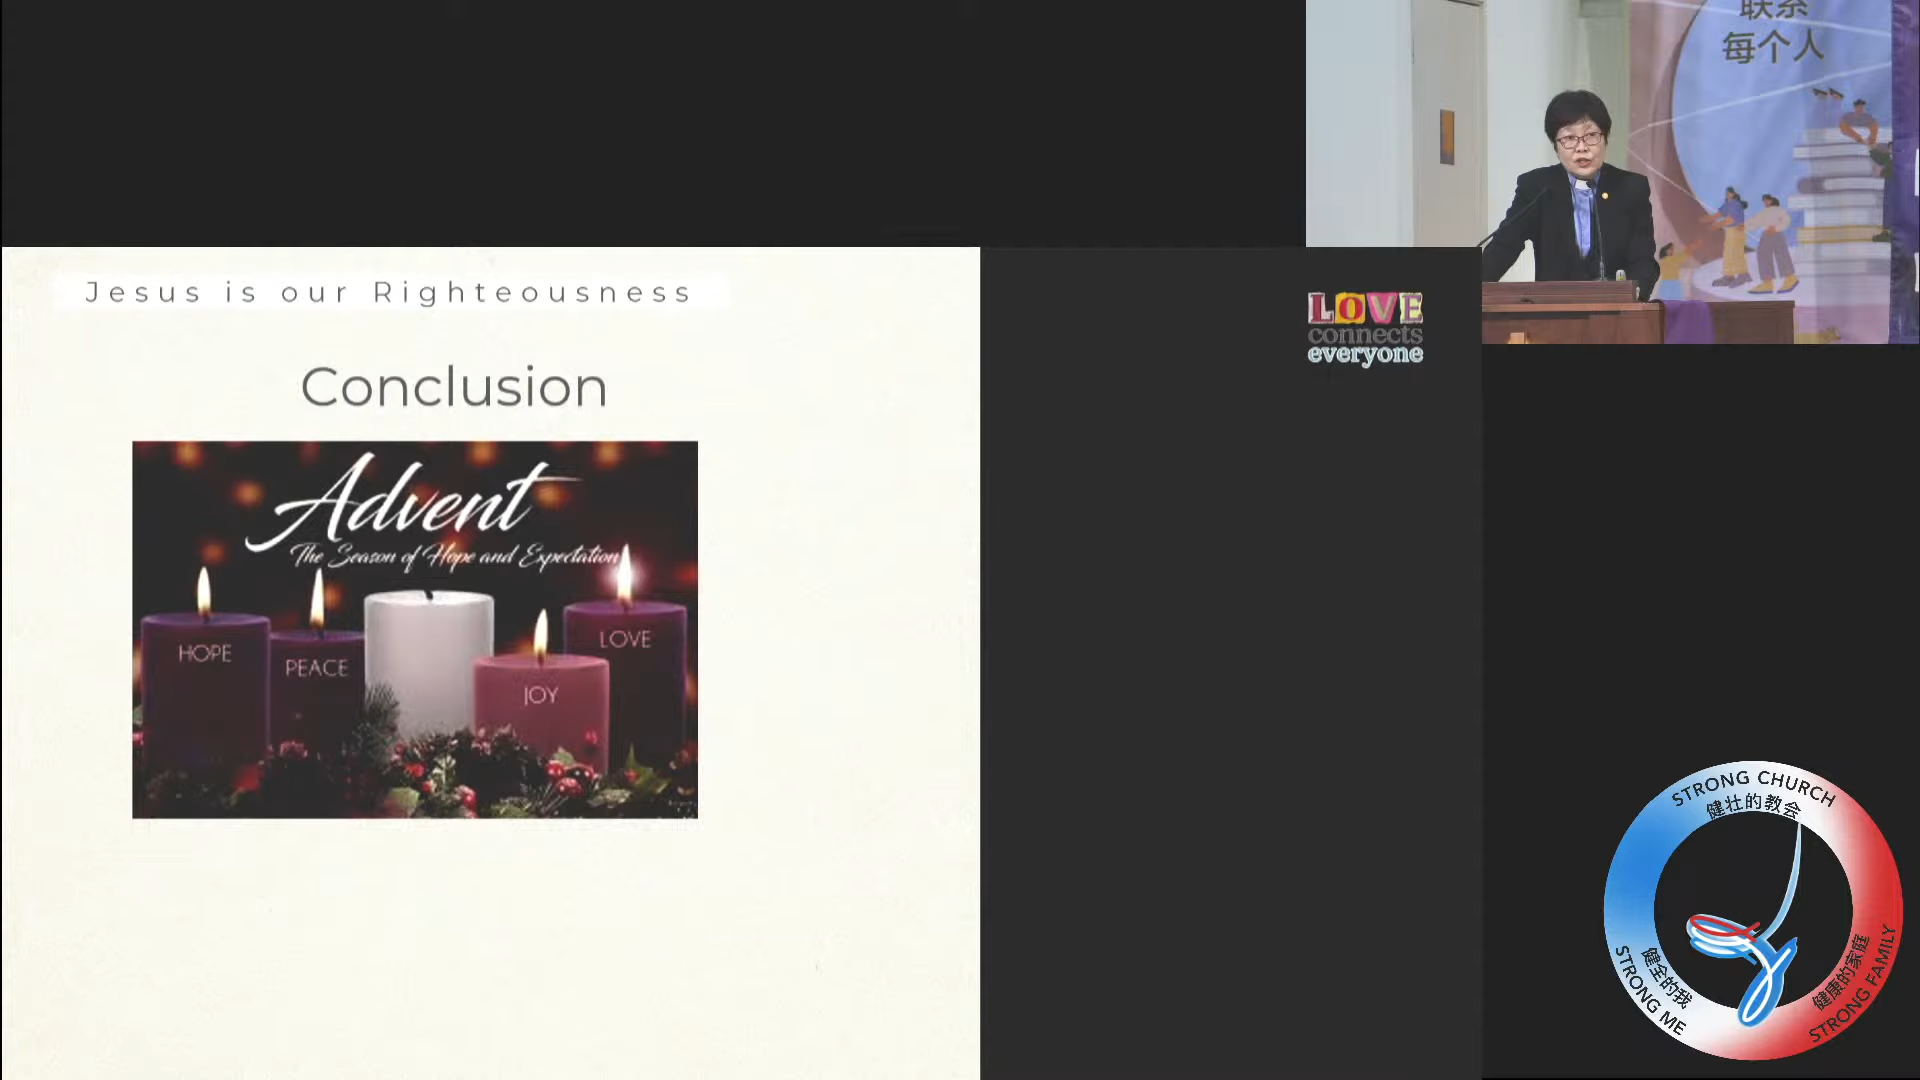 联系
每个人
Jesus is our Righteousness
LOVE
connects
everyone
Conclusion
Advent
The Season of Hope and Expectation
HOPE
PEACE
JOY
LOVE
STRONG CHURCH
健壮的教会
健全的我
STRONG ME
健康的家庭
STRONG FAMILY